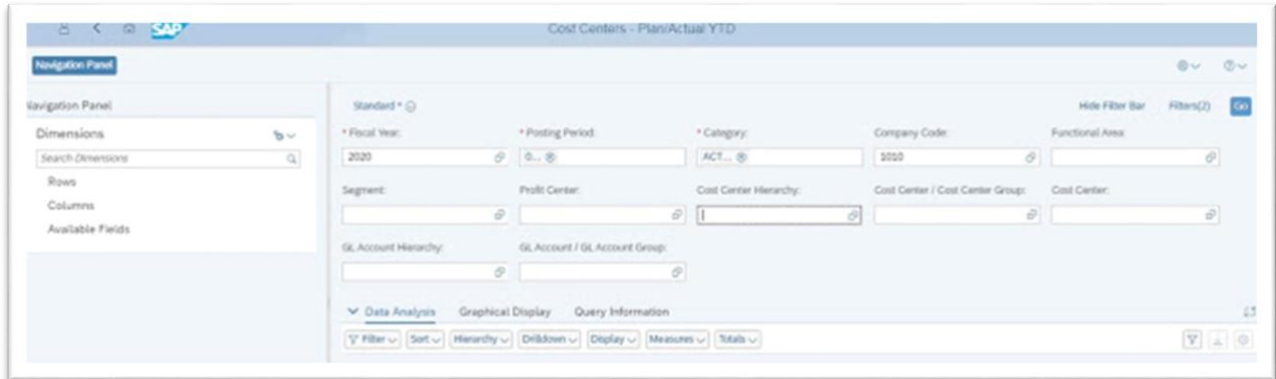 SAP Cost Centers - Plan/Actual YTD
Navigation Panel
Navigation Panel
Standard * Hide Filter Bar Filters(2) Go
Dimensions
* Fiscal Year: * Posting Period: * Category: Company Code: Functional Area:
Search Dimensions
2020 0... ACT... 1010
Rows
Segment: Profit Center: Cost Center Hierarchy: Cost Center / Cost Center Group: Cost Center:
Columns
Available Fields
GL Account Hierarchy: GL Account / GL Account Group:
Data Analysis Graphical Display Query Information
Filter Sort Hierarchy Drilldown Display Measures Totals